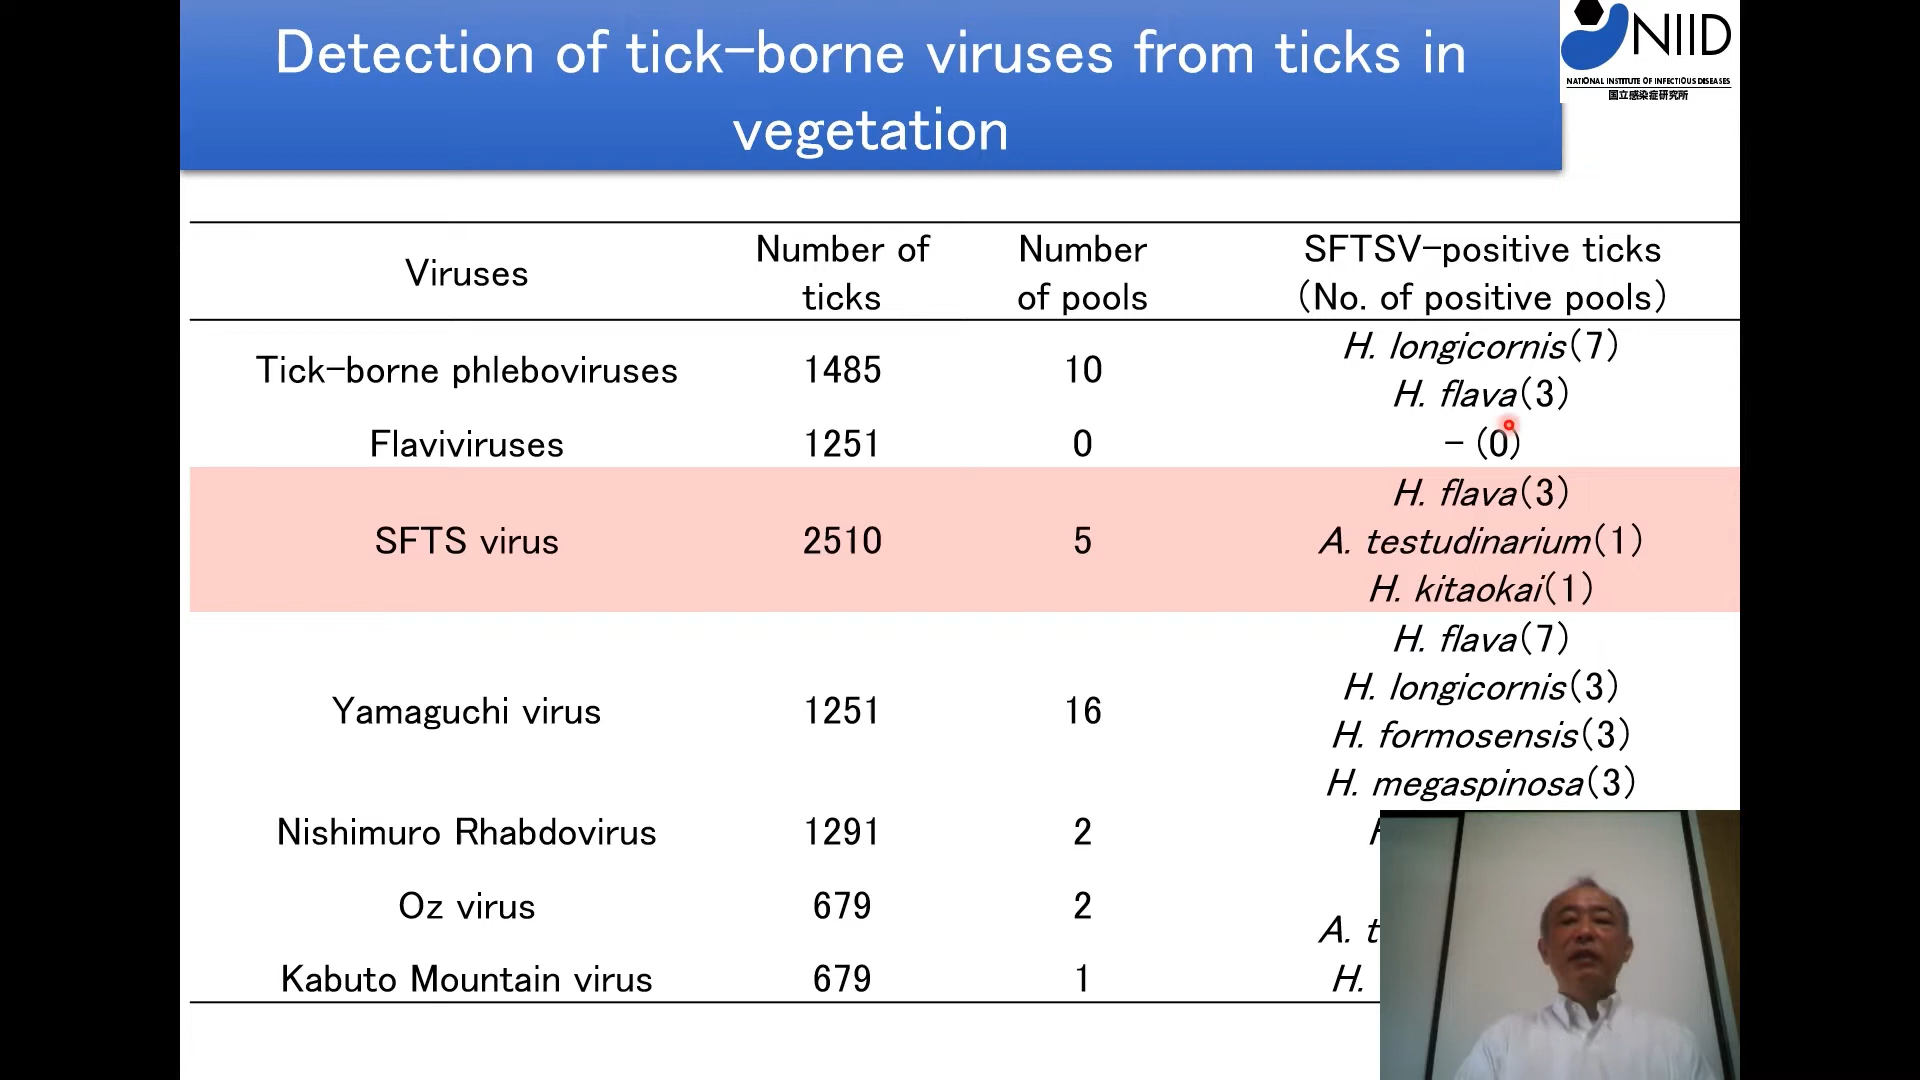 Detection of tick-borne viruses from ticks in
vegetation
NIID
NATIONAL INSTITUTE OF INFECTIOUS DISEASES
国立感染症研究所
Viruses
Number of
ticks
Number
of pools
SFTSV-positive ticks
(No. of positive pools)
Tick-borne phleboviruses 1485 10
H. longicornis(7)
H. flava(3)
Flaviviruses 1251 0 - (0)
SFTS virus 2510 5
H. flava(3)
A. testudinarium(1)
H. kitaokai(1)
Yamaguchi virus 1251 16
H. flava(7)
H. longicornis(3)
H. formosensis(3)
H. megaspinosa(3)
Nishimuro Rhabdovirus 1291 2
Oz virus 679 2
A. t
Kabuto Mountain virus 679 1 H.